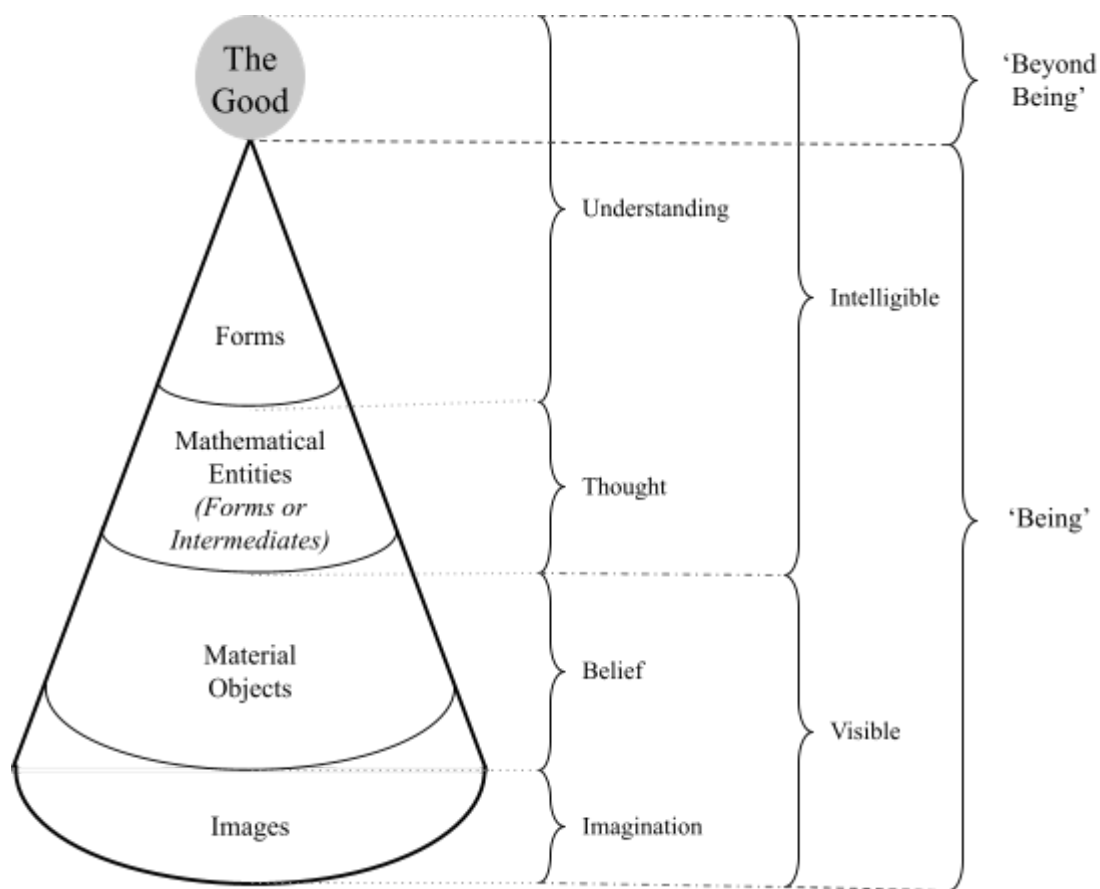 The
Good
‘Beyond
Being’
Understanding
Intelligible
Forms
Mathematical
Entities
(Forms or
Intermediates)
Thought
‘Being’
Material
Objects
Belief
Visible
Images
Imagination